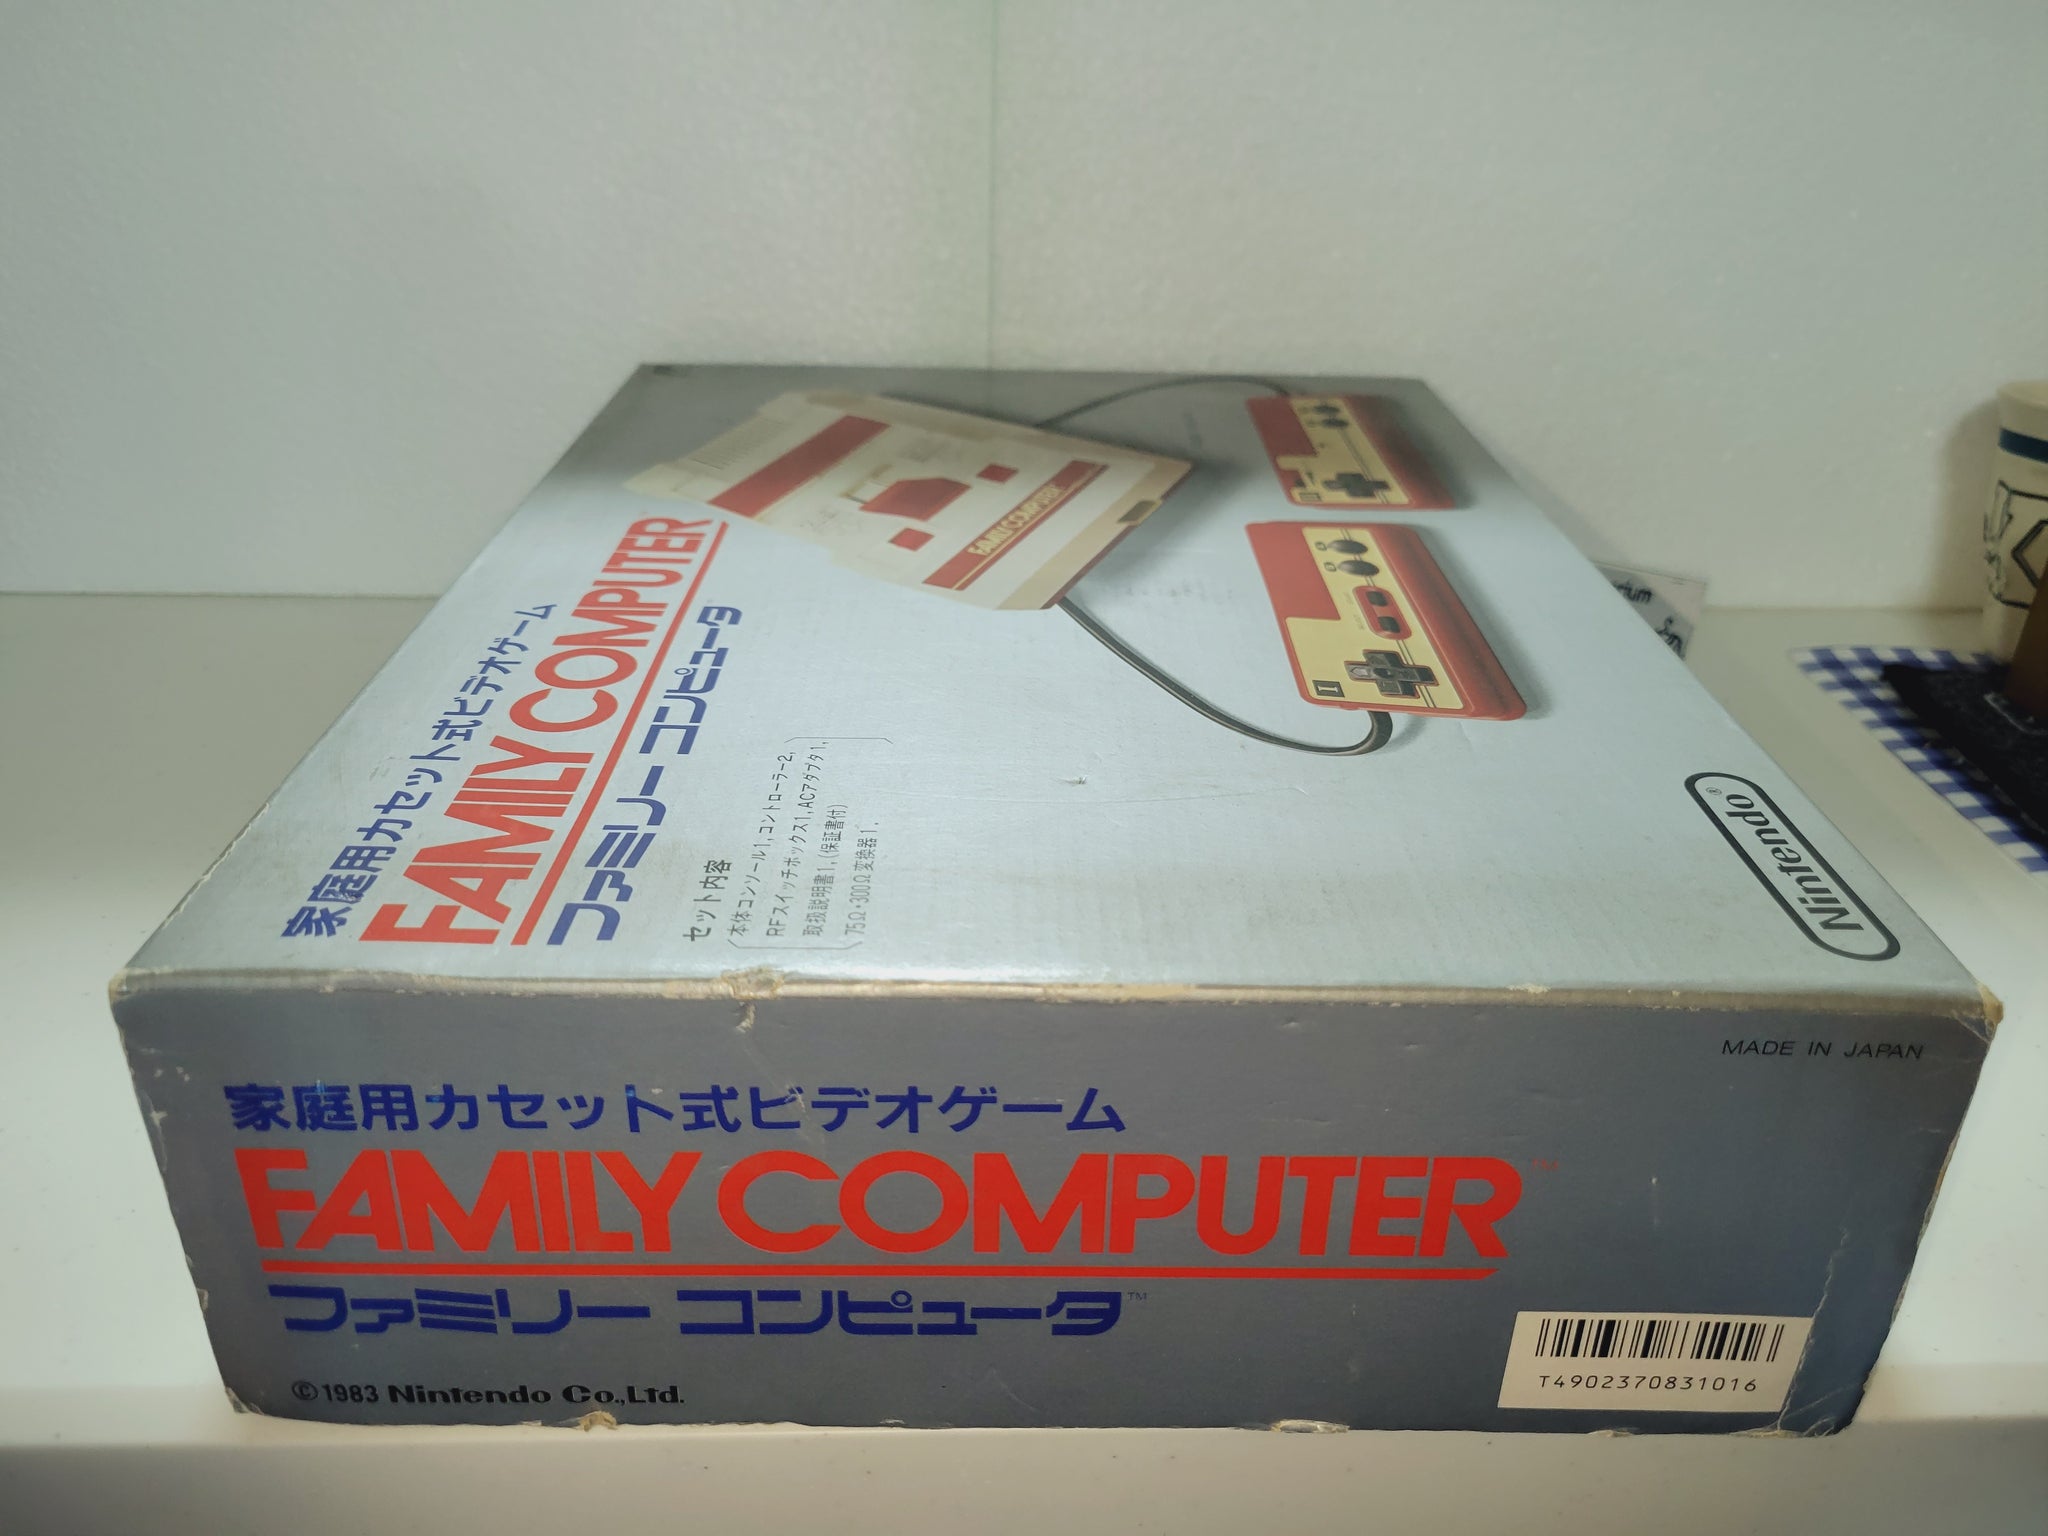 家庭用カセット式ビデオゲーム
FAMILY COMPUTER
ファミリー コンピュータ
セット内容
本体コンソール1, コントローラー2,
RFスイッチボックス1, ACアダプタ1,
取扱説明書1, (保証書付)
75Ω・300Ω変換器1,
FAMILY COMPUTER
I
II
Nintendo®
MADE IN JAPAN
家庭用カセット式ビデオゲーム
FAMILY COMPUTER™
ファミリー コンピュータ™
©1983 Nintendo Co.,Ltd.
T4902370831016